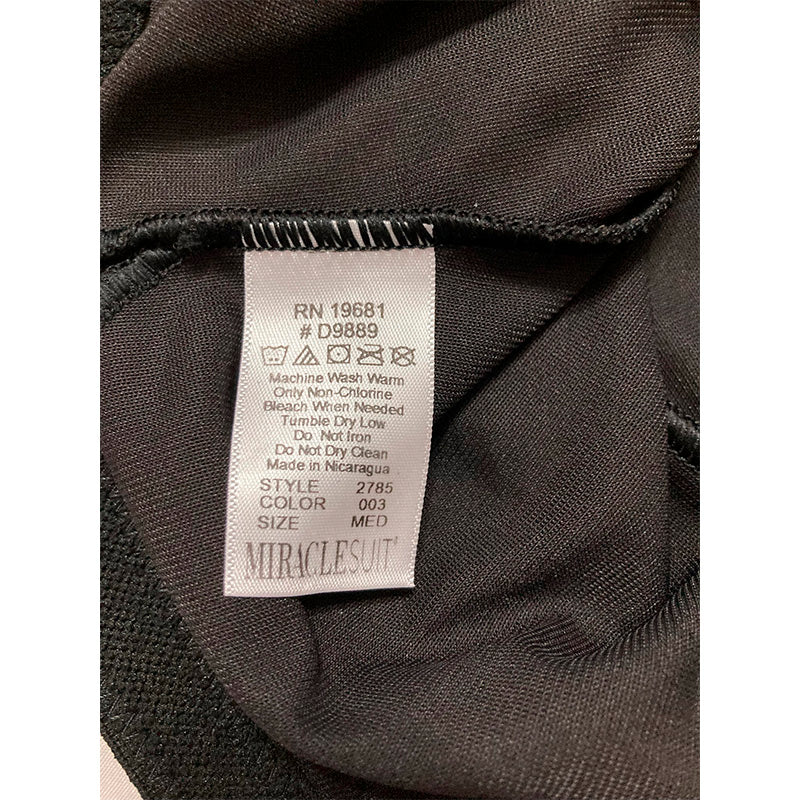 RN 19681
# D9889
Machine Wash Warm
Only Non-Chlorine
Bleach When Needed
Tumble Dry Low
Do Not Iron
Do Not Dry Clean
Made in Nicaragua
STYLE 2785
COLOR 003
SIZE MED
MIRACLESUIT®